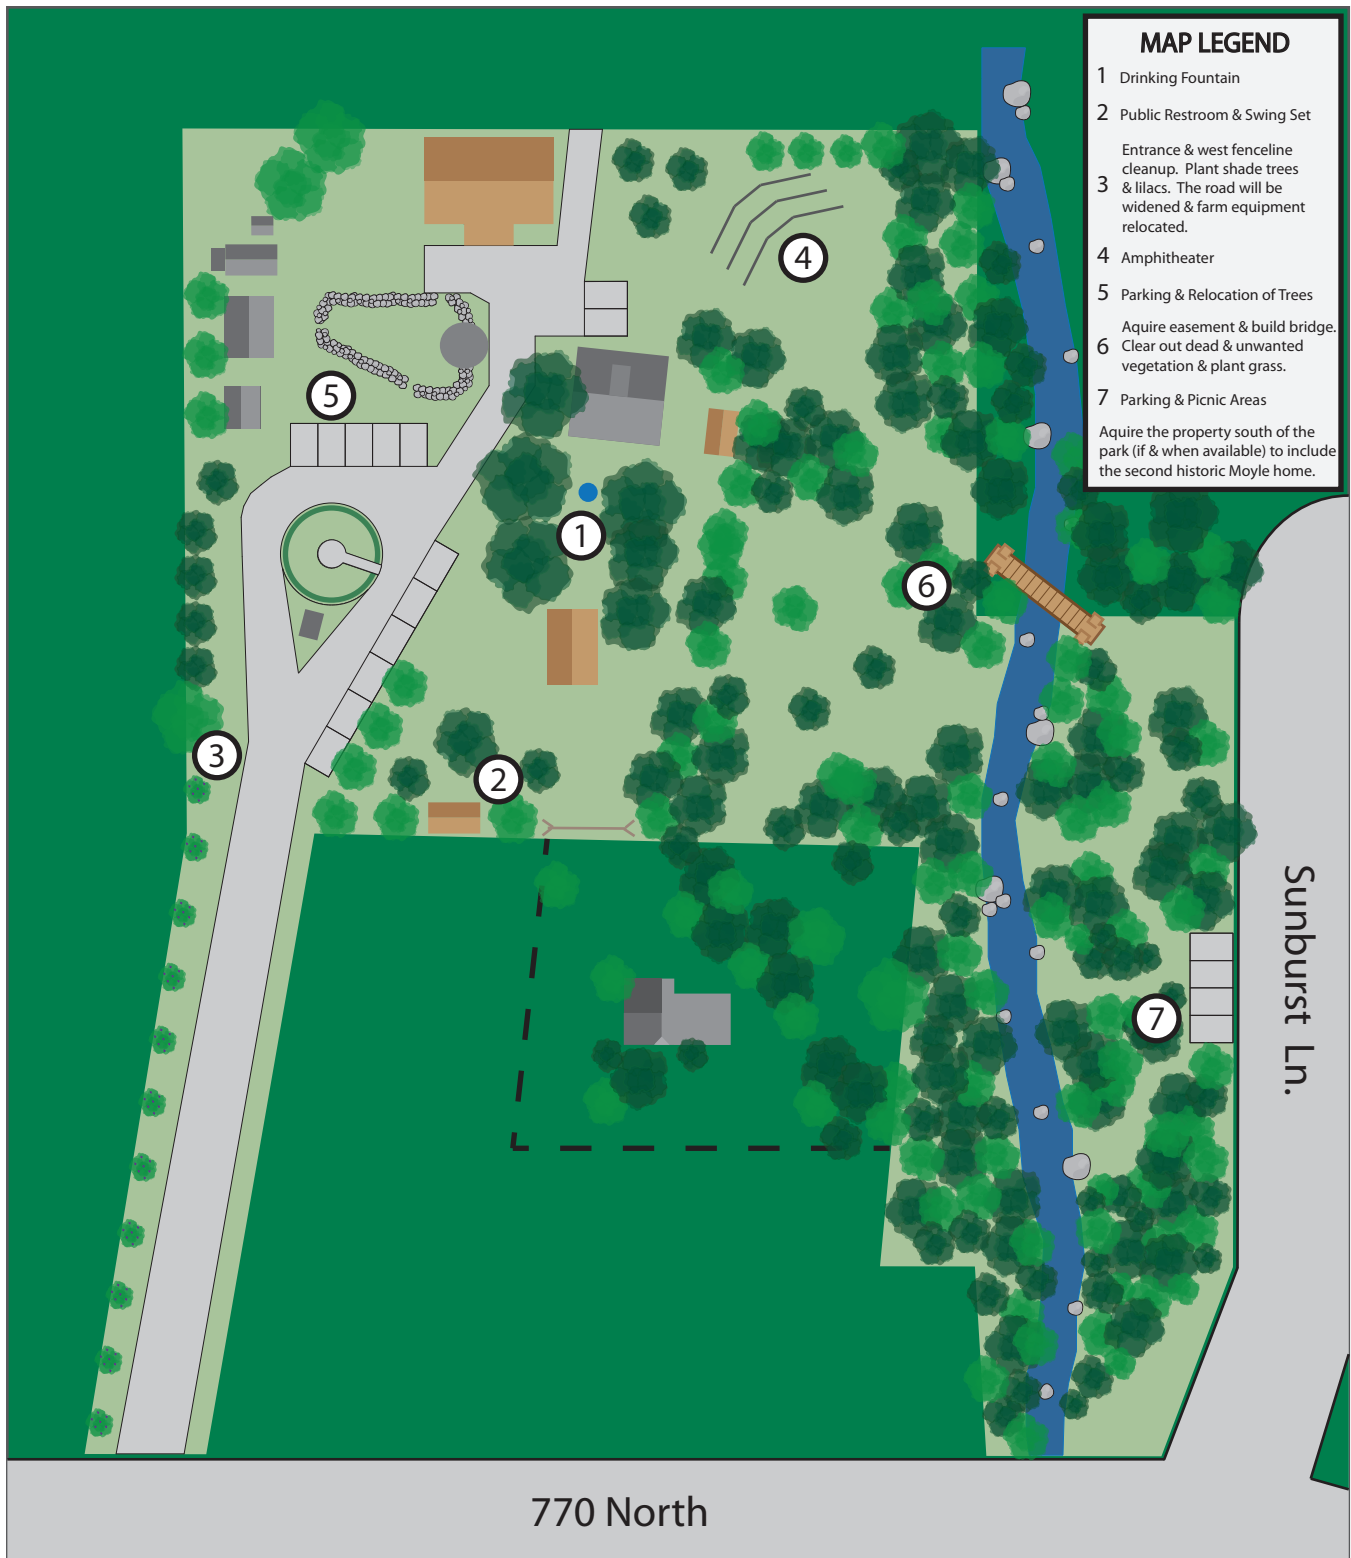 MAP LEGEND
1 Drinking Fountain
2 Public Restroom & Swing Set
Entrance & west fenceline
cleanup. Plant shade trees
3 & lilacs. The road will be
widened & farm equipment
relocated.
4 Amphitheater
5 Parking & Relocation of Trees
Aquire easement & build bridge.
6 Clear out dead & unwanted
vegetation & plant grass.
7 Parking & Picnic Areas
Aquire the property south of the
park (if & when available) to include
the second historic Moyle home.
4
5
1
6
3
2
7
Sunburst Ln.
770 North